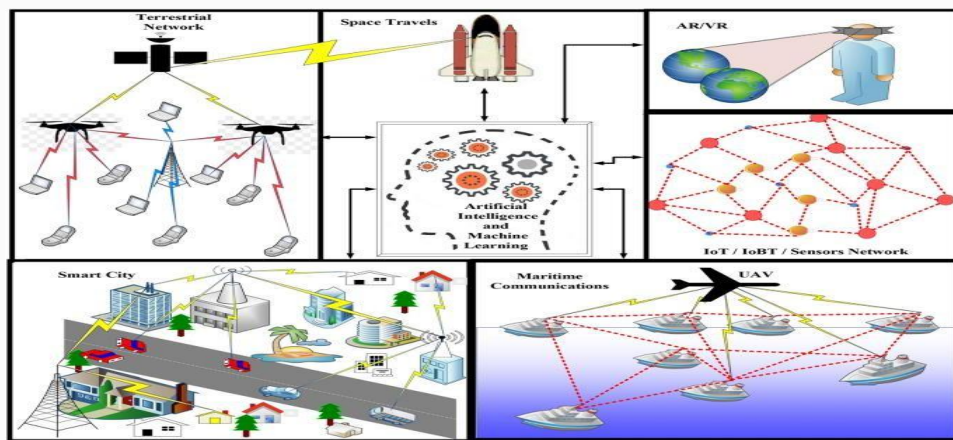 Terrestrial
Network
Space Travels
AR/VR
Artificial
Intelligence
and
Machine
Learning
IoT / IoBT / Sensors Network
Smart City
Maritime
Communications
UAV